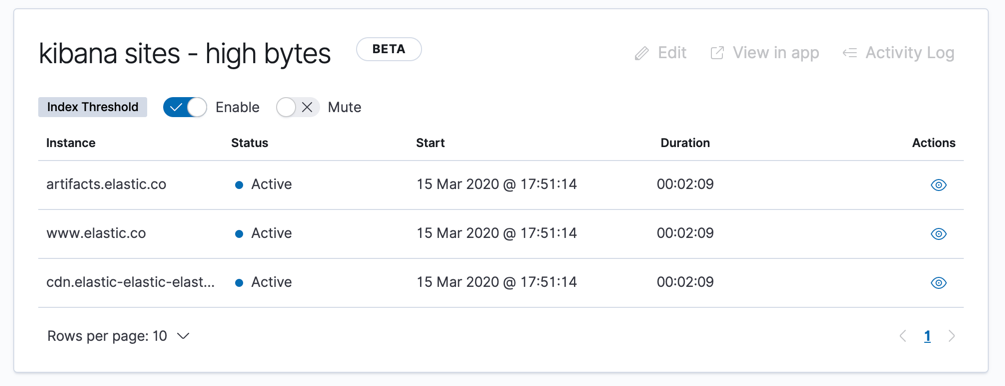 kibana sites - high bytes BETA Edit View in app Activity Log
Index Threshold Enable Mute
Instance Status Start Duration Actions
artifacts.elastic.co Active 15 Mar 2020 @ 17:51:14 00:02:09
www.elastic.co Active 15 Mar 2020 @ 17:51:14 00:02:09
cdn.elastic-elastic-elast... Active 15 Mar 2020 @ 17:51:14 00:02:09
Rows per page: 10 1